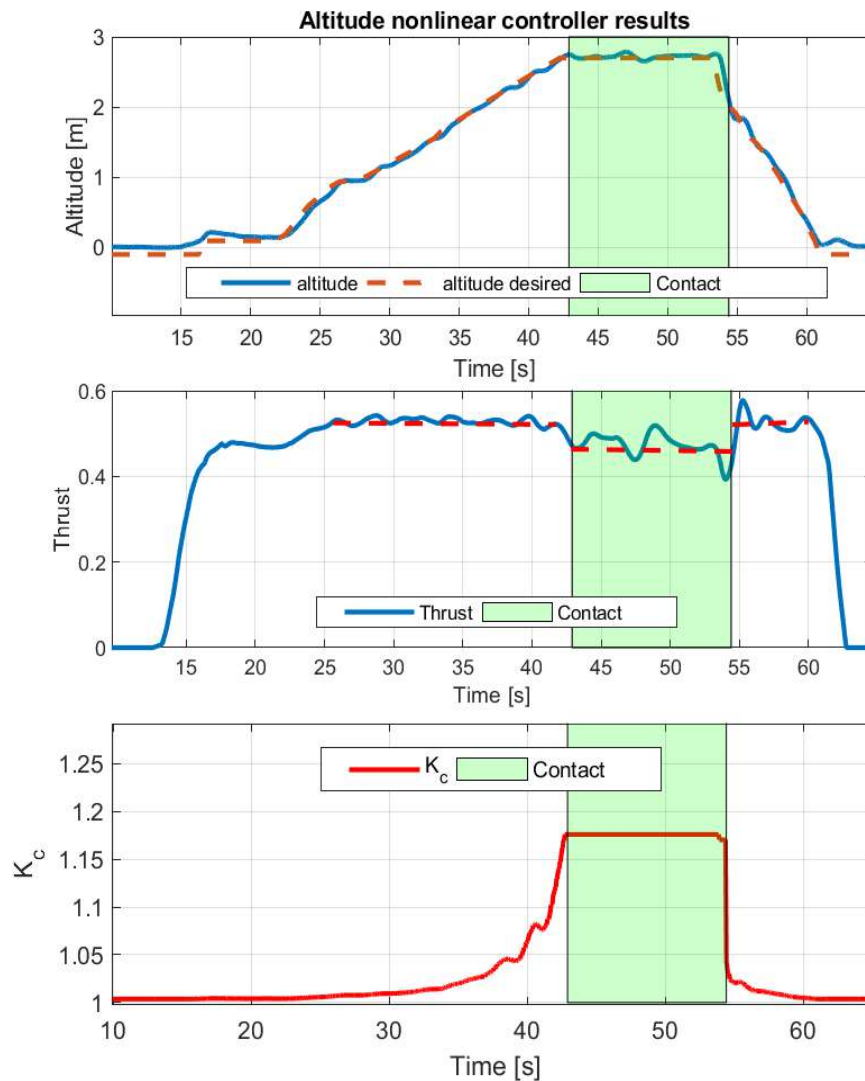 Altitude nonlinear controller results
3
2
1
0
Altitude [m]
altitude altitude desired Contact
15 20 25 30 35 40 45 50 55 60
Time [s]
0.6
0.4
0.2
0
Thrust
Thrust Contact
15 20 25 30 35 40 45 50 55 60
Time [s]
1.25
1.2
1.15
1.1
1.05
1
K_c
K_c Contact
10 20 30 40 50 60
Time [s]